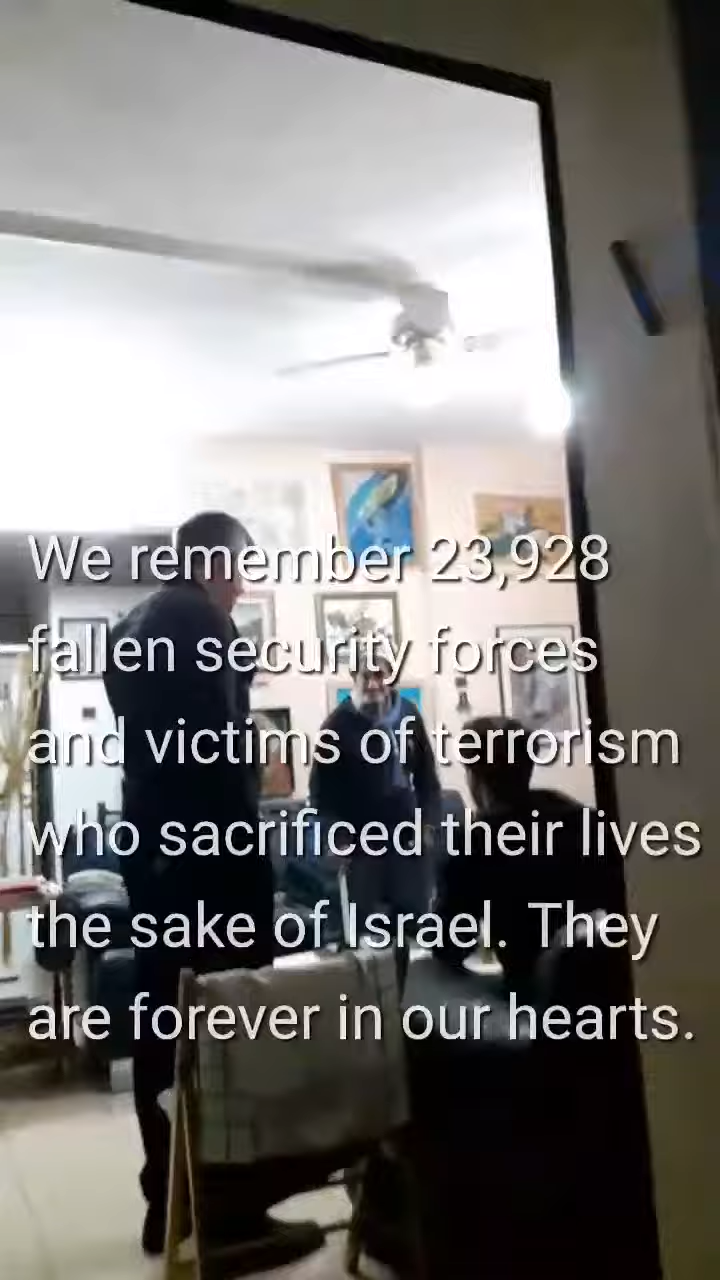 We remember 23,928
fallen security forces
and victims of terrorism
who sacrificed their lives
the sake of Israel. They
are forever in our hearts.